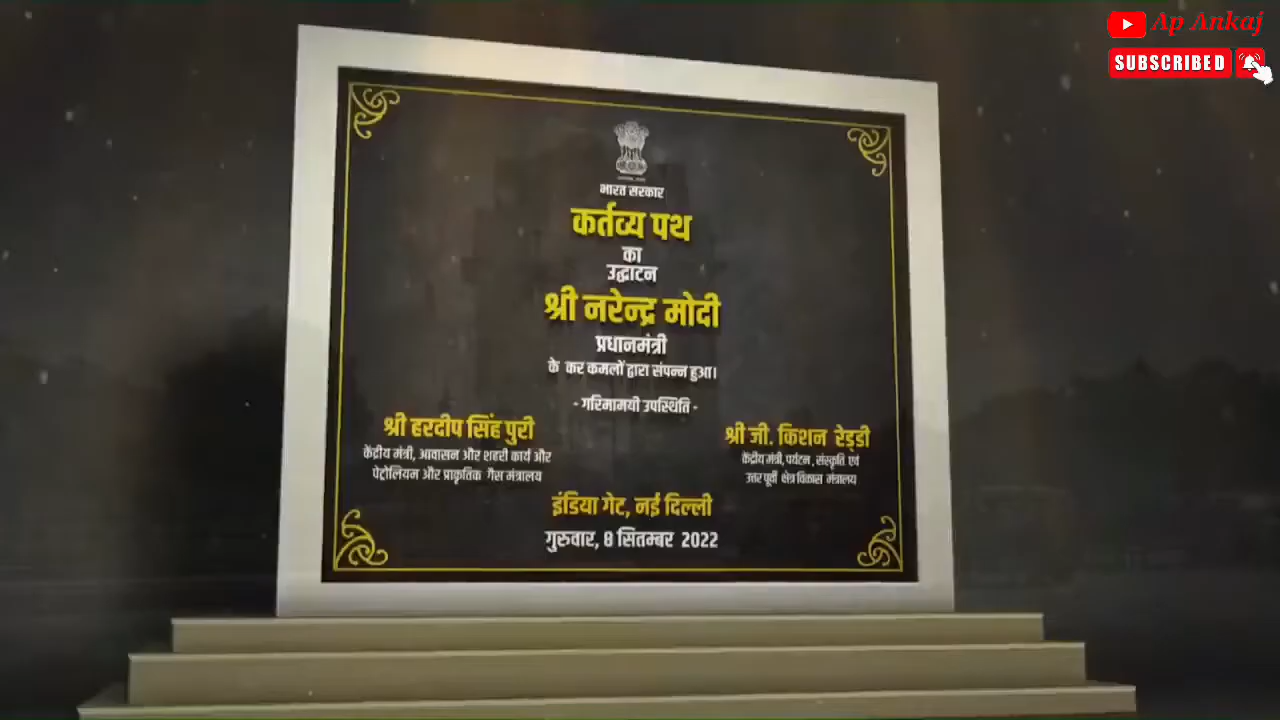 Ap Ankaj
SUBSCRIBED
भारत सरकार
कर्तव्य पथ
का
उद्घाटन
श्री नरेन्द्र मोदी
प्रधानमंत्री
के कर कमलों द्वारा संपन्न हुआ।
- गरिमामयी उपस्थिति -
श्री हरदीप सिंह पुरी
केंद्रीय मंत्री, आवासन और शहरी कार्य और
पेट्रोलियम और प्राकृतिक गैस मंत्रालय
श्री जी. किशन रेड्डी
केंद्रीय मंत्री, पर्यटन, संस्कृति एवं
उत्तर पूर्वी क्षेत्र विकास मंत्रालय
इंडिया गेट, नई दिल्ली
गुरुवार, 8 सितम्बर 2022